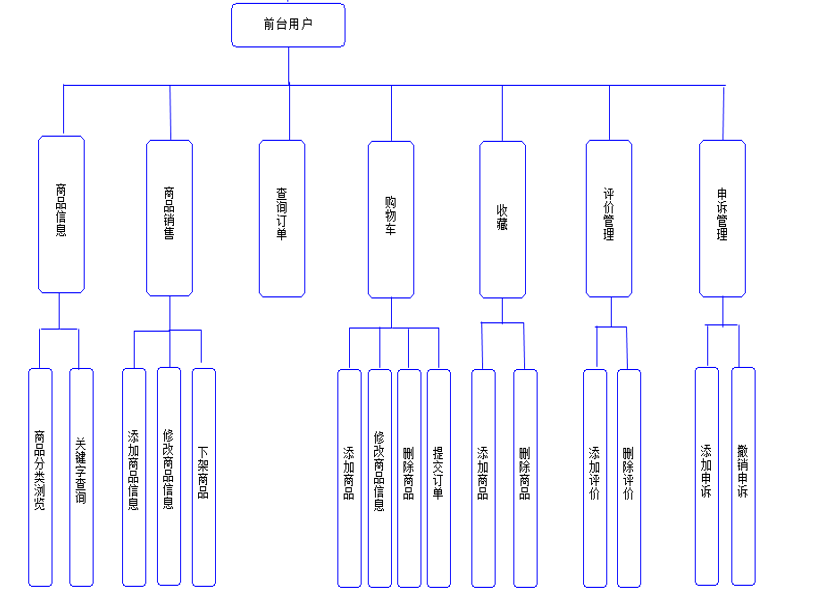 前台用户
商品信息
商品销售
查询订单
购物车
收藏
评价管理
申诉管理
商品分类浏览
关键字查询
添加商品信息
修改商品信息
下架商品
添加商品
修改商品信息
删除商品
提交订单
添加商品
删除商品
添加评价
删除评价
添加申诉
撤销申诉